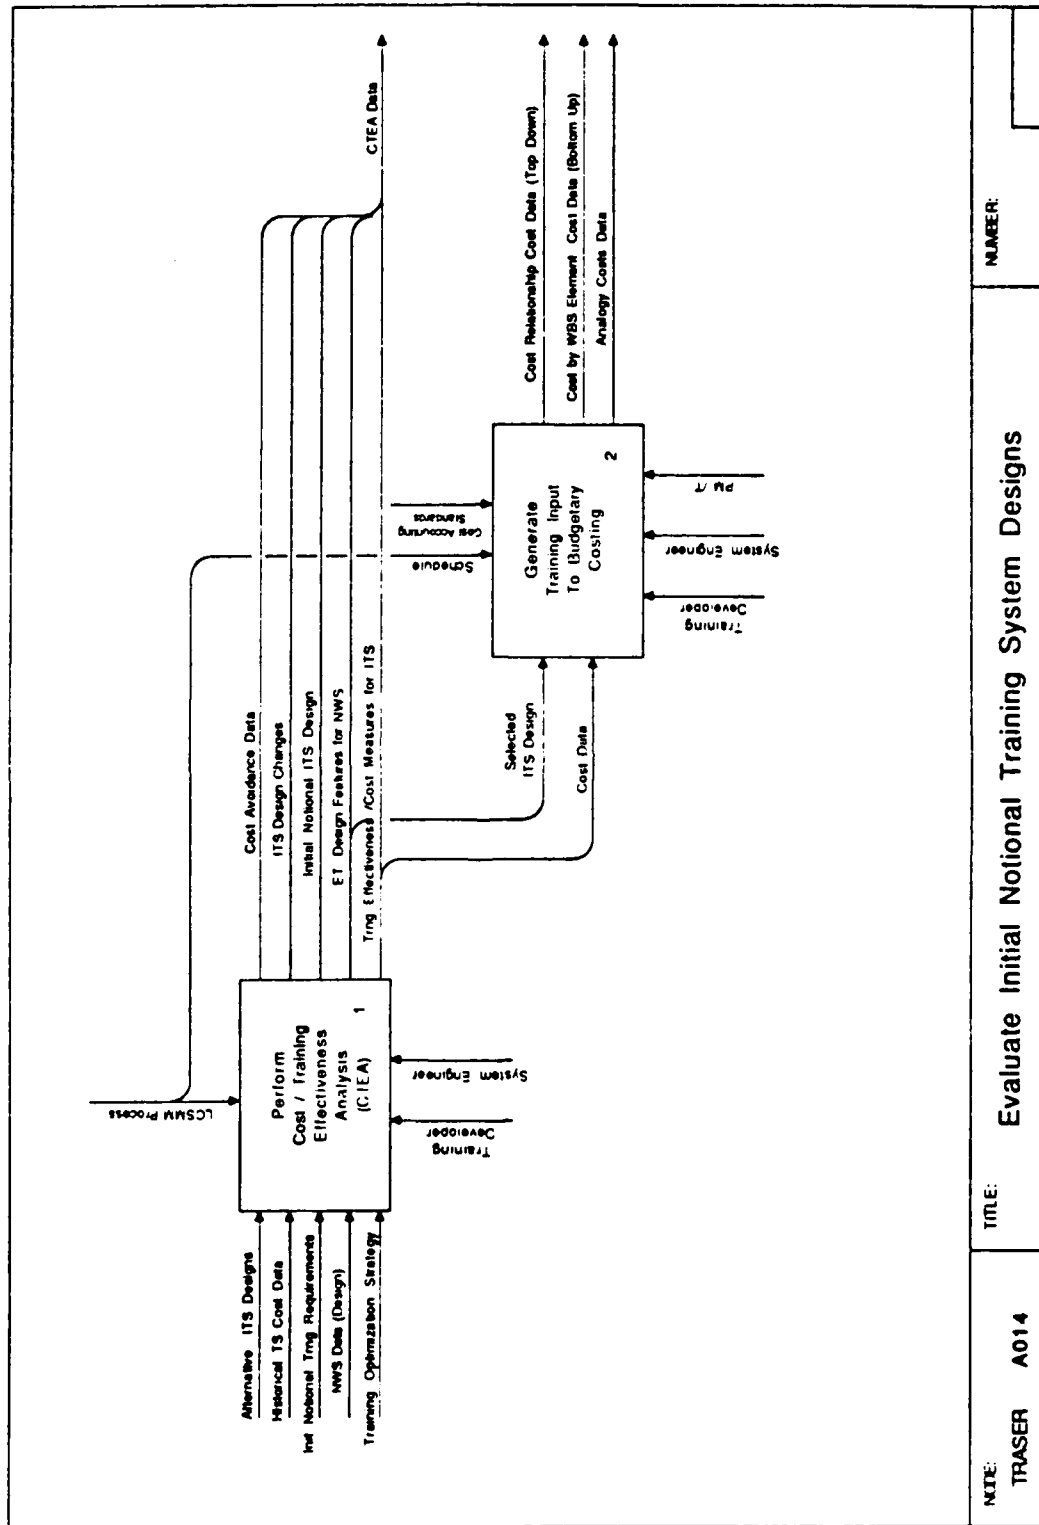 LCSMM Process
Alternative ITS Designs
Historical TS Cost Data
Init Notional Trng Requirements
NWS Data (Design)
Training Optimization Strategy
Perform
Cost / Training
Effectiveness
Analysis
(CTEA)
1
Training
Developer
System Engineer
Cost Avoidance Data
ITS Design Changes
Initial Notional ITS Design
ET Design Features for NWS
Trng Effectiveness /Cost Measures for ITS
CTEA Data
Selected
ITS Design
Cost Data
Schedule
Cost Accounting
Standards
Generate
Training Input
To Budgetary
Costing
2
Training
Developer
System Engineer
PM /T
Cost Relationship Cost Data (Top Down)
Cost by WBS Element Cost Data (Bottom Up)
Analogy Costs Data
NODE:
TRASER A014
TITLE:
Evaluate Initial Notional Training System Designs
NUMBER: